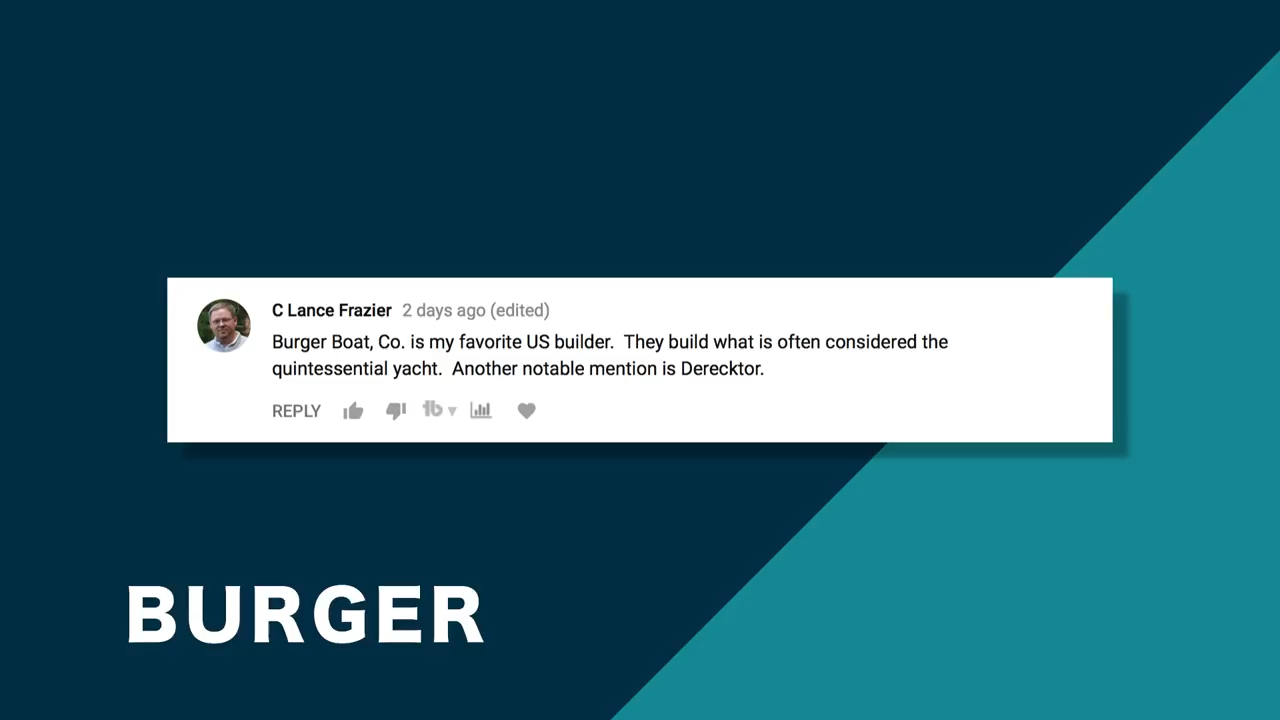 C Lance Frazier 2 days ago (edited)
Burger Boat, Co. is my favorite US builder.  They build what is often considered the
quintessential yacht.  Another notable mention is Derecktor.
REPLY tb
BURGER